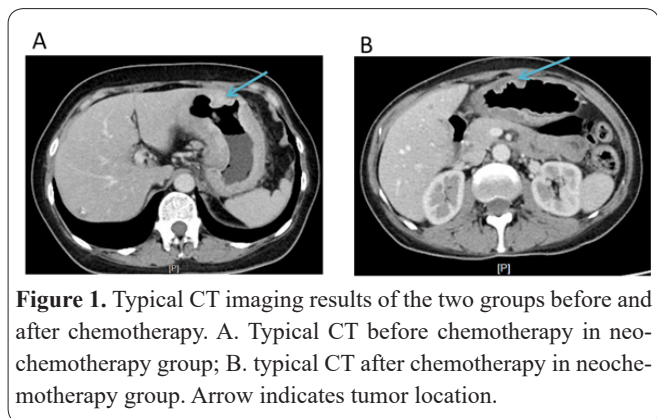 A
B
[P]
[P]
Figure 1. Typical CT imaging results of the two groups before and
after chemotherapy. A. Typical CT before chemotherapy in neo-
chemotherapy group; B. typical CT after chemotherapy in neoche-
motherapy group. Arrow indicates tumor location.